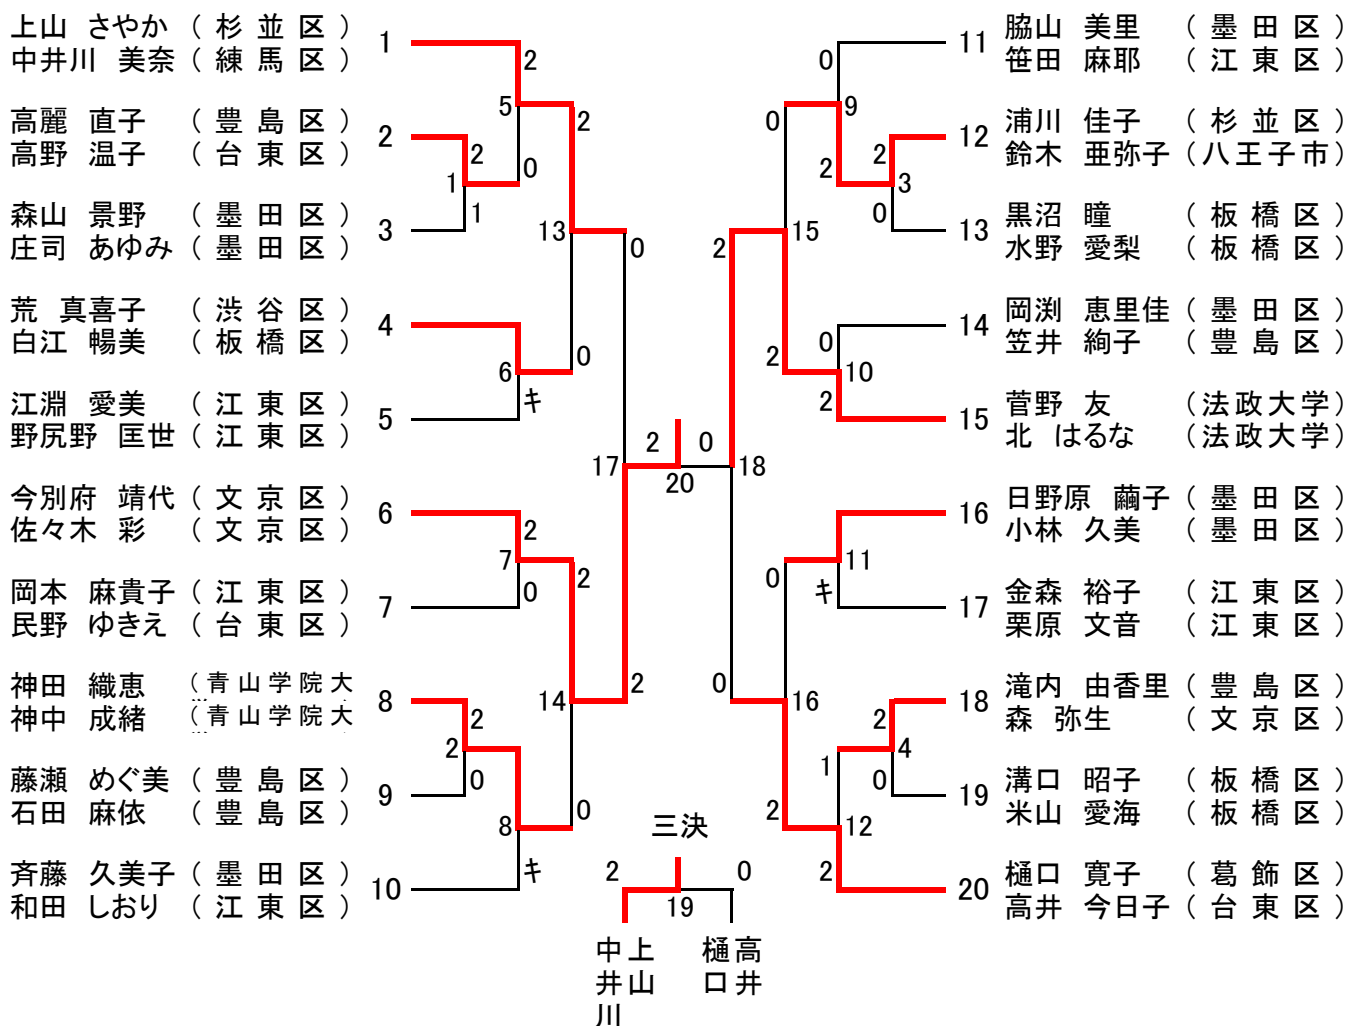 上山 さやか （ 杉 並 区 ）
中井川 美奈 （ 練 馬 区 ）
1
高麗 直子 （ 豊 島 区 ）
高野 温子 （ 台 東 区 ）
2
森山 景野 （ 墨 田 区 ）
庄司 あゆみ （ 墨 田 区 ）
3
荒 真喜子 （ 渋 谷 区 ）
白江 暢美 （ 板 橋 区 ）
4
江淵 愛美 （ 江 東 区 ）
野尻野 匡世 （ 江 東 区 ）
5
今別府 靖代 （ 文 京 区 ）
佐々木 彩 （ 文 京 区 ）
6
岡本 麻貴子 （ 江 東 区 ）
民野 ゆきえ （ 台 東 区 ）
7
神田 織恵 （ 青 山 学 院 大
神中 成緒 （ 青 山 学 院 大
8
藤瀬 めぐ美 （ 豊 島 区 ）
石田 麻依 （ 豊 島 区 ）
9
斉藤 久美子 （ 墨 田 区 ）
和田 しおり （ 江 東 区 ）
10
2
5
2
2
1
0
1
13
0
6
0
キ
17
2
7
2
0
14
2
2
2
0
8
0
キ
2
0
20
三決
2
0
19
中井川
上山
樋口
高井
0
9
0
2
2
3
0
2
15
0
2
10
2
18
11
0
キ
0
16
2
4
1
0
2
12
2
11
脇山 美里 （ 墨 田 区 ）
笹田 麻耶 （ 江 東 区 ）
12
浦川 佳子 （ 杉 並 区 ）
鈴木 亜弥子 （ 八王子市 ）
13
黒沼 瞳 （ 板 橋 区 ）
水野 愛梨 （ 板 橋 区 ）
14
岡渕 恵里佳 （ 墨 田 区 ）
笠井 絢子 （ 豊 島 区 ）
15
菅野 友 （ 法政大学 ）
北 はるな （ 法政大学 ）
16
日野原 繭子 （ 墨 田 区 ）
小林 久美 （ 墨 田 区 ）
17
金森 裕子 （ 江 東 区 ）
栗原 文音 （ 江 東 区 ）
18
滝内 由香里 （ 豊 島 区 ）
森 弥生 （ 文 京 区 ）
19
溝口 昭子 （ 板 橋 区 ）
米山 愛海 （ 板 橋 区 ）
20
樋口 寛子 （ 葛 飾 区 ）
高井 今日子 （ 台 東 区 ）